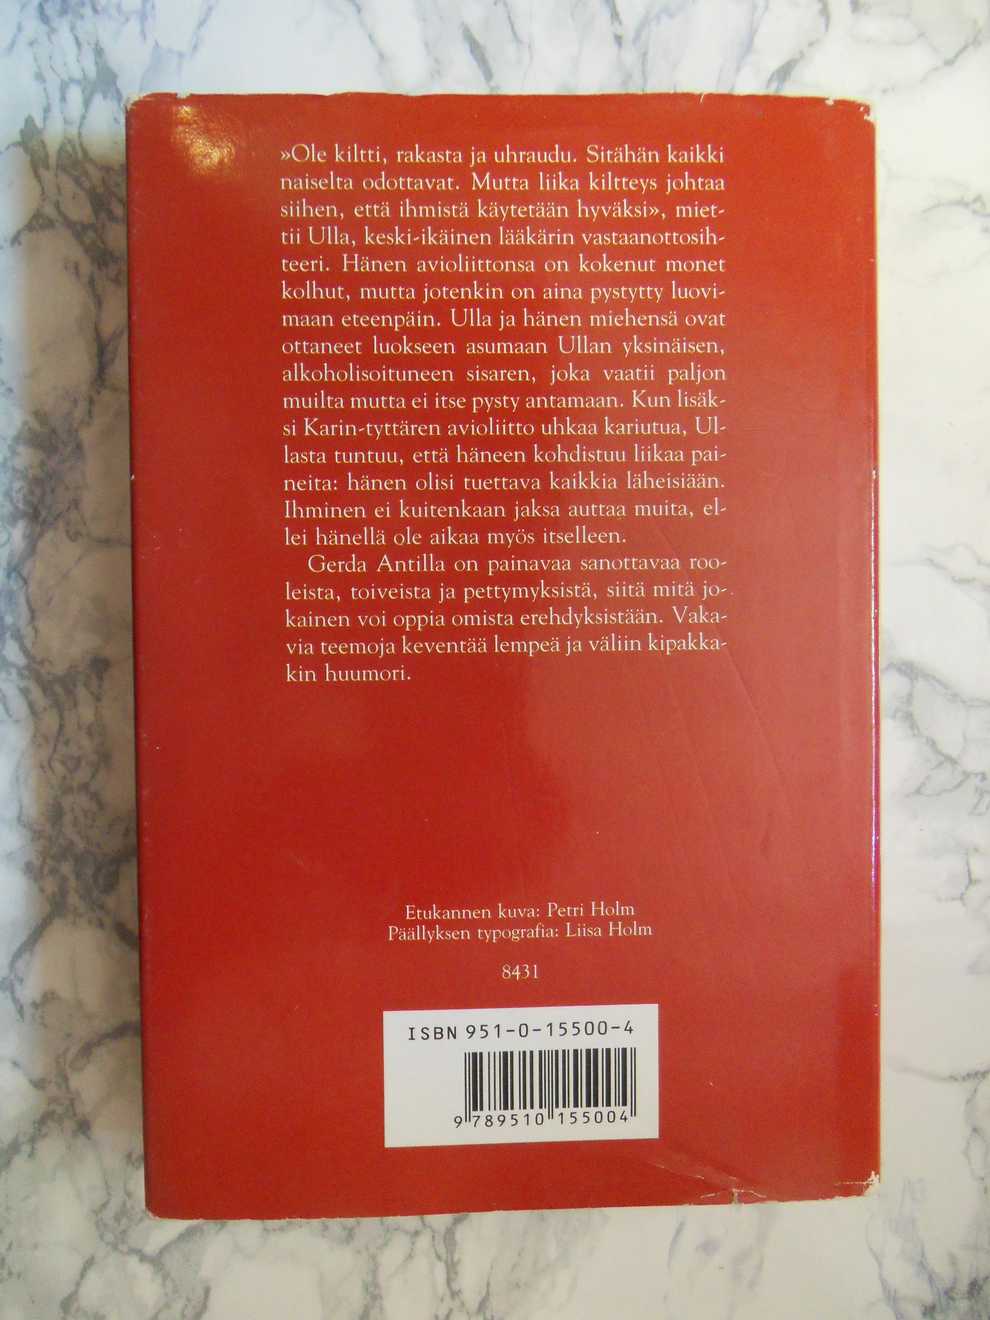 »Ole kiltti, rakasta ja uhraudu. Sitähän kaikki
naiselta odottavat. Mutta liika kiltteys johtaa
siihen, että ihmistä käytetään hyväksi», miet-
tii Ulla, keski-ikäinen lääkärin vastaanottosih-
teeri. Hänen avioliittonsa on kokenut monet
kolhut, mutta jotenkin on aina pystytty luovi-
maan eteenpäin. Ulla ja hänen miehensä ovat
ottaneet luokseen asumaan Ullan yksinäisen,
alkoholisoituneen sisaren, joka vaatii paljon
muilta mutta ei itse pysty antamaan. Kun lisäk-
si Karin-tyttären avioliitto uhkaa kariutua, Ul-
lasta tuntuu, että häneen kohdistuu liikaa pai-
neita: hänen olisi tuettava kaikkia läheisiään.
Ihminen ei kuitenkaan jaksa auttaa muita, el-
lei hänellä ole aikaa myös itselleen.
Gerda Antilla on painavaa sanottavaa roo-
leista, toiveista ja pettymyksistä, siitä mitä jo-
kainen voi oppia omista erehdyksistään. Vaka-
via teemoja keventää lempeä ja väliin kipakka-
kin huumori.
Etukannen kuva: Petri Holm
Päällyksen typografia: Liisa Holm
8431
ISBN 951-0-15500-4
9 789510 155004